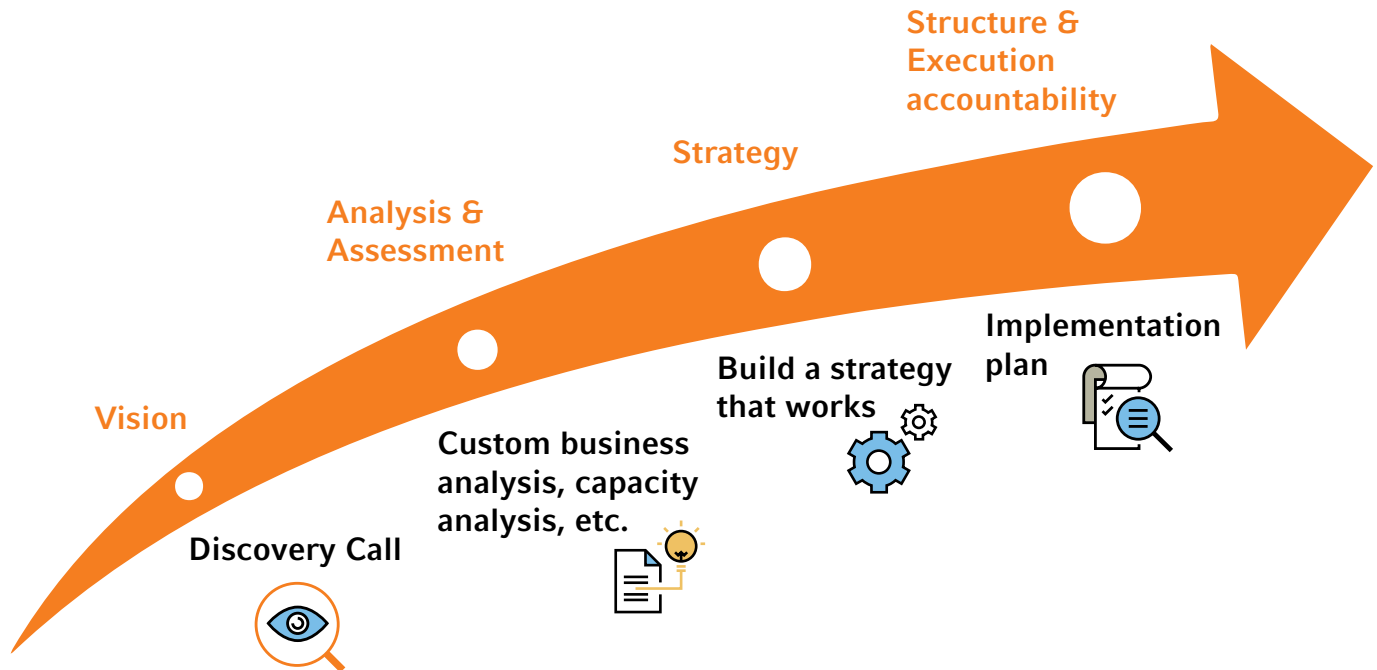 Structure &
Execution
accountability
Strategy
Analysis &
Assessment
Vision
Implementation
plan
Build a strategy
that works
Custom business
analysis, capacity
analysis, etc.
Discovery Call